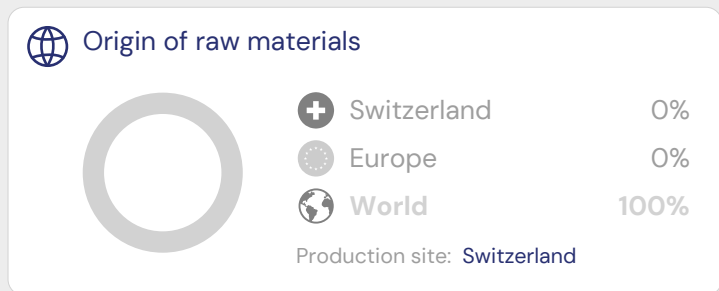 Origin of raw materials
Switzerland 0%
Europe 0%
World 100%
Production site: Switzerland